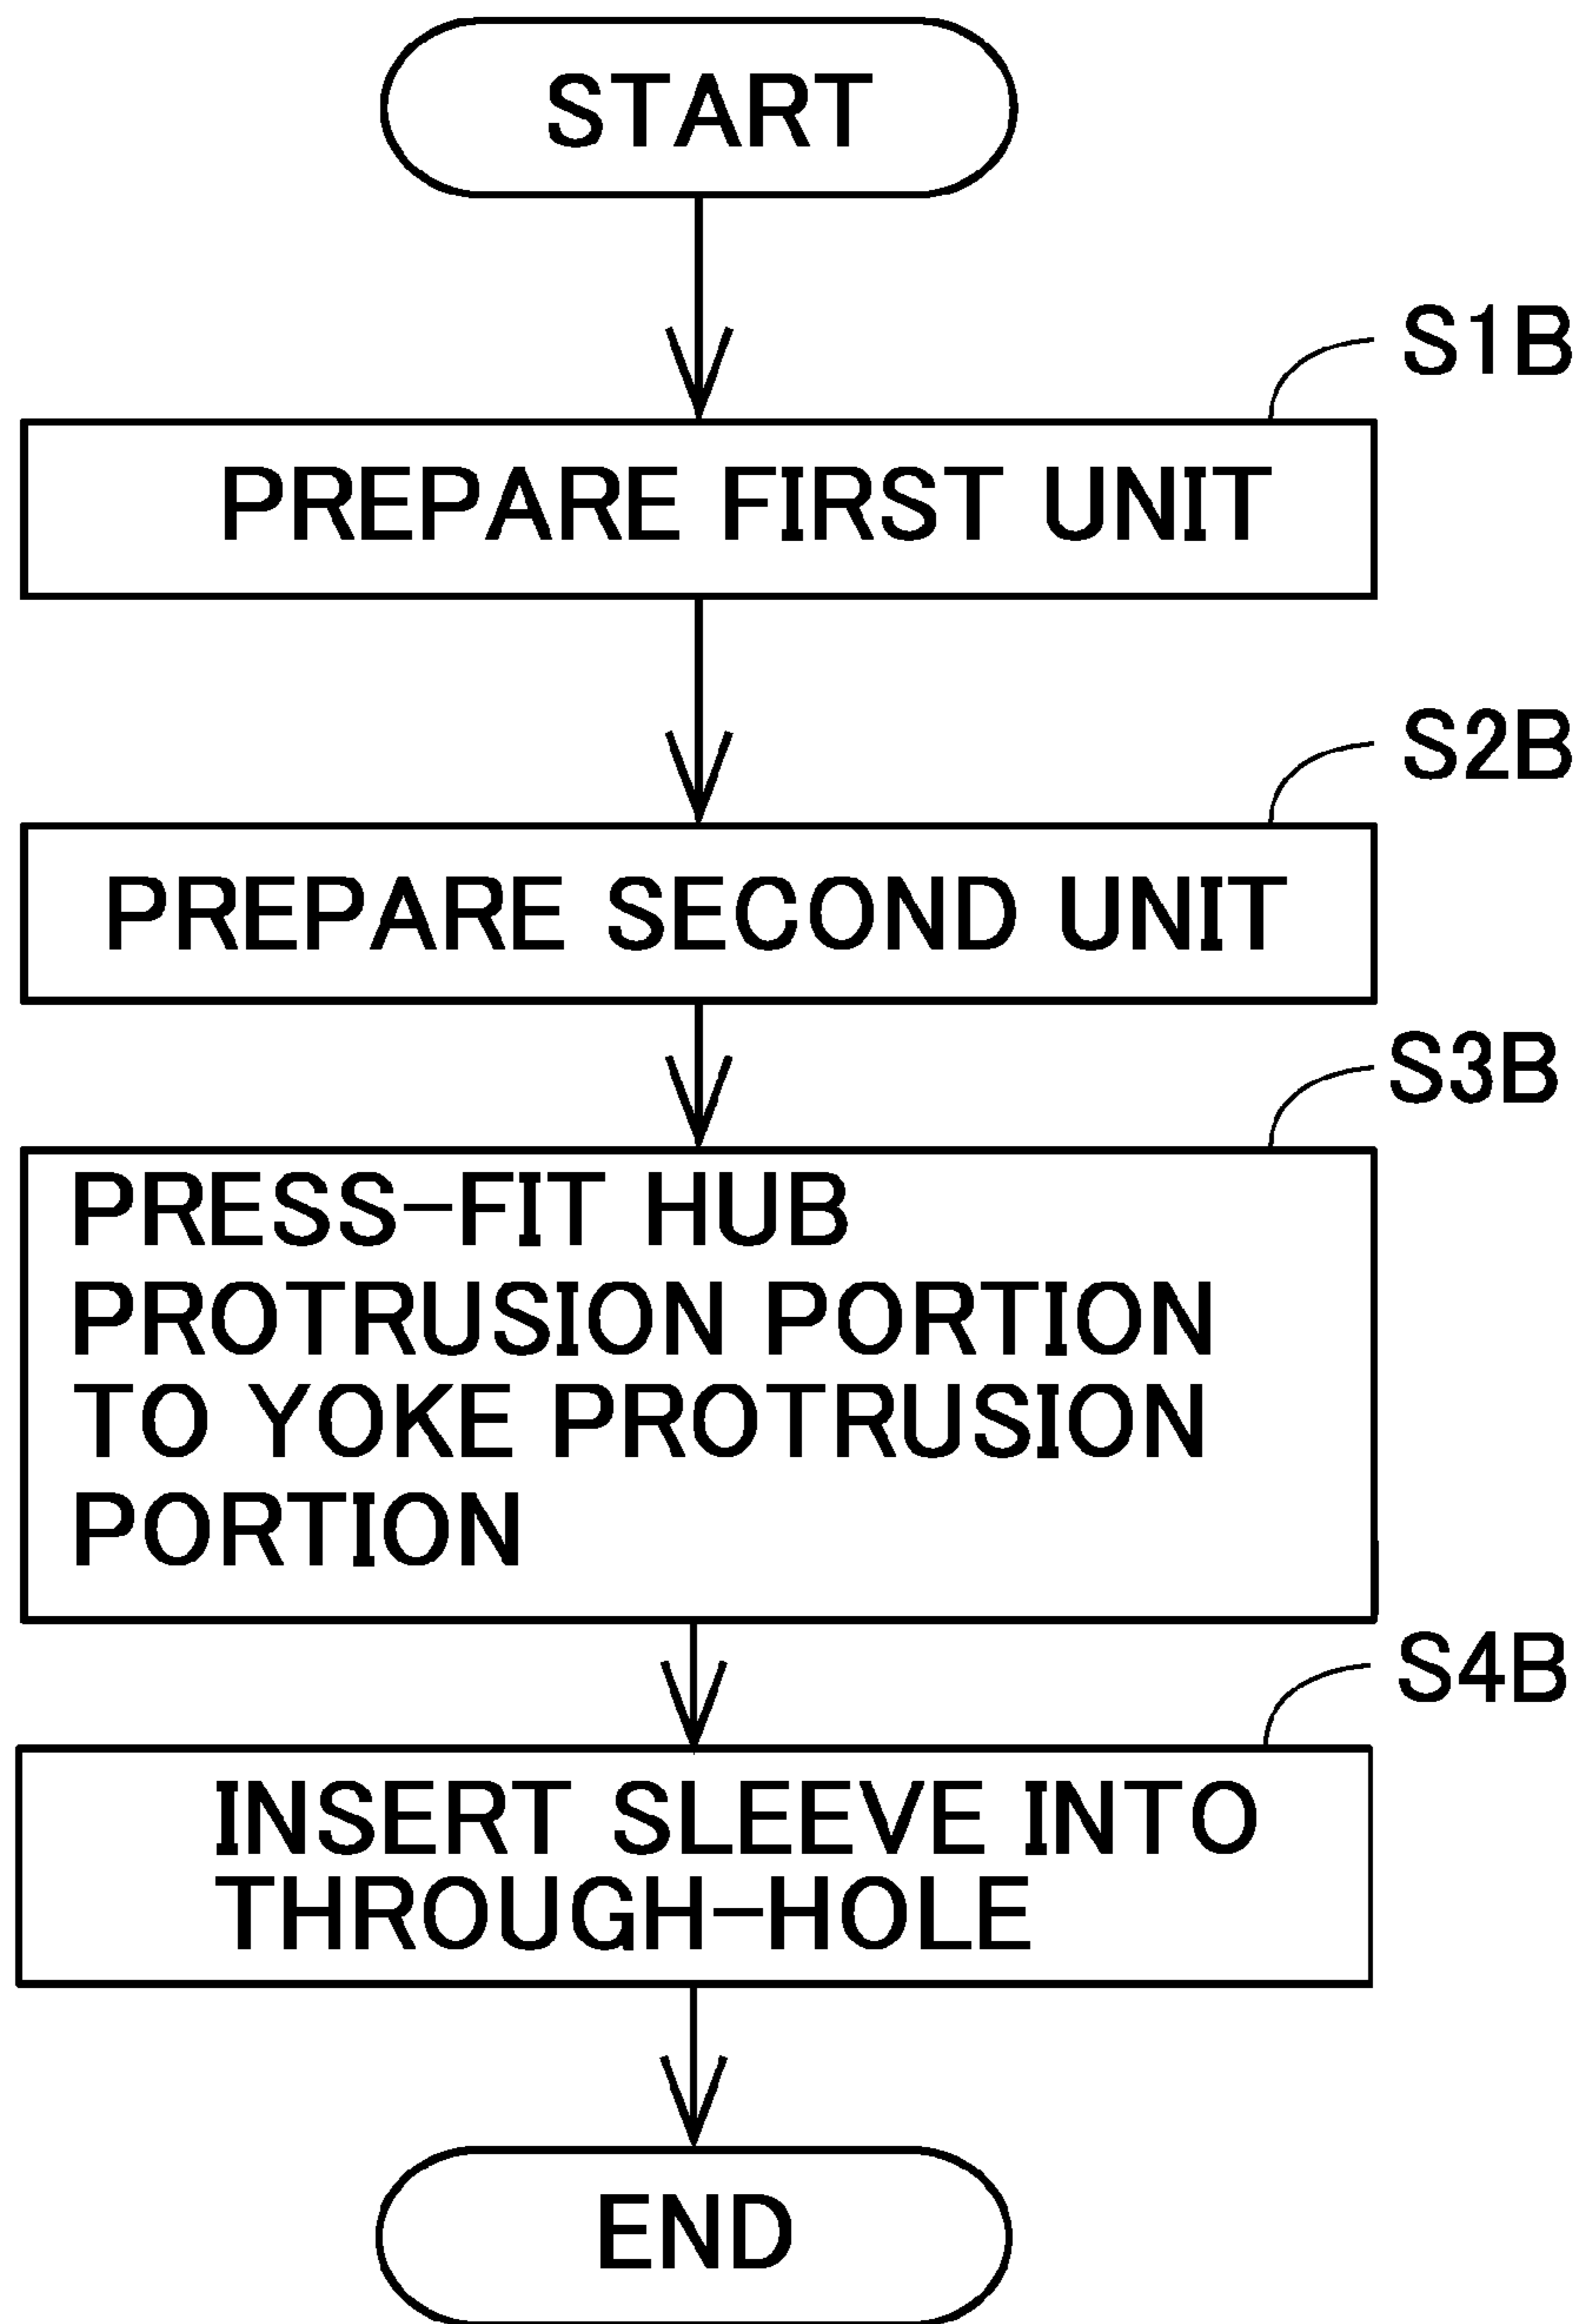 START
S1B
PREPARE FIRST UNIT
S2B
PREPARE SECOND UNIT
S3B
PRESS-FIT HUB
PROTRUSION PORTION
TO YOKE PROTRUSION
PORTION
S4B
INSERT SLEEVE INTO
THROUGH-HOLE
END